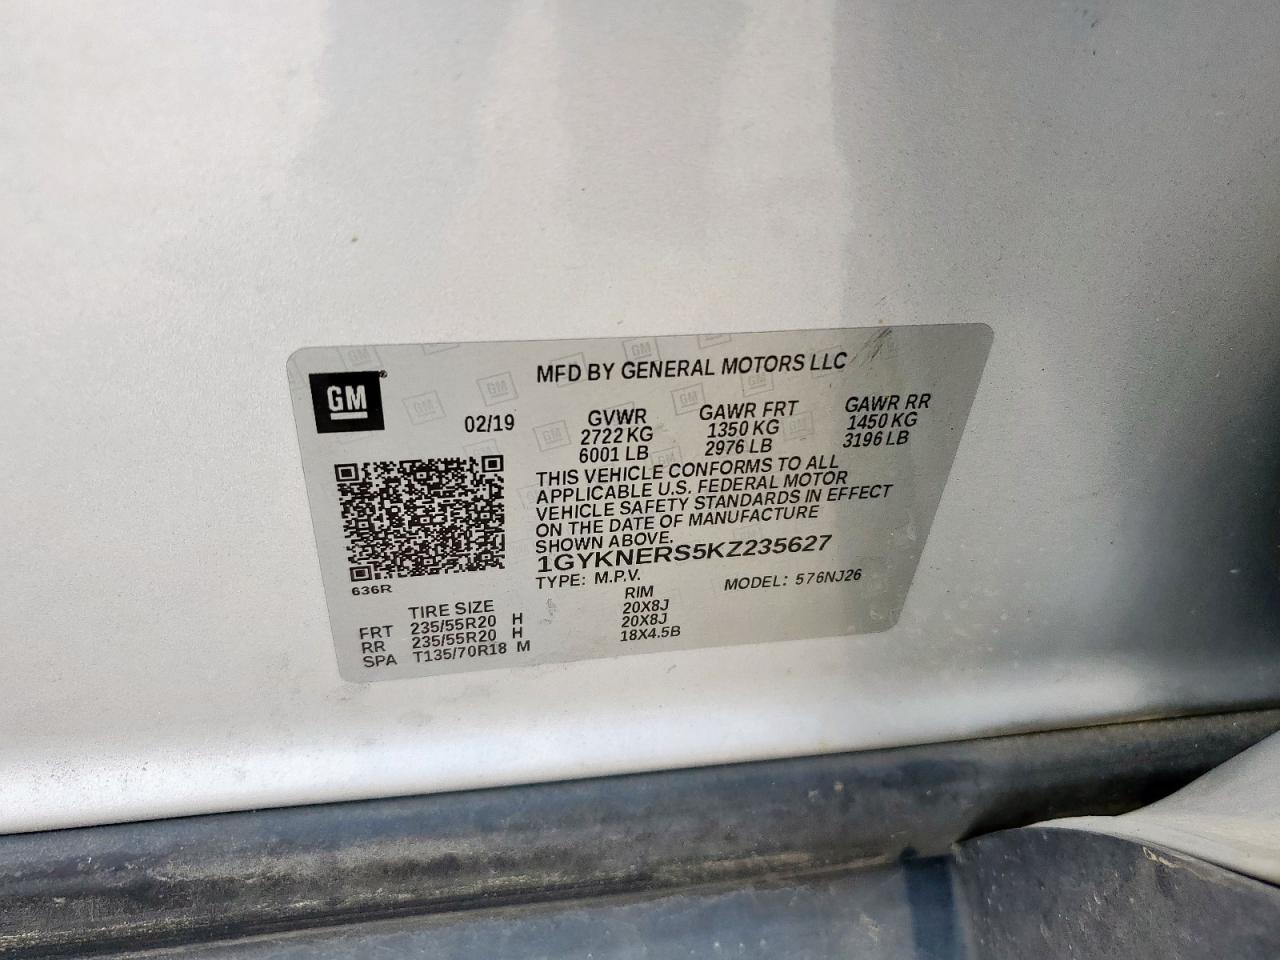 GM
MFD BY GENERAL MOTORS LLC
02/19
GVWR GAWR FRT GAWR RR
2722 KG 1350 KG 1450 KG
6001 LB 2976 LB 3196 LB
THIS VEHICLE CONFORMS TO ALL
APPLICABLE U.S. FEDERAL MOTOR
VEHICLE SAFETY STANDARDS IN EFFECT
ON THE DATE OF MANUFACTURE
SHOWN ABOVE.
1GYKNERS5KZ235627
TYPE: M.P.V. MODEL: 576NJ26
636R
TIRE SIZE RIM
FRT 235/55R20 H 20X8J
RR 235/55R20 H 20X8J
SPA T135/70R18 M 18X4.5B